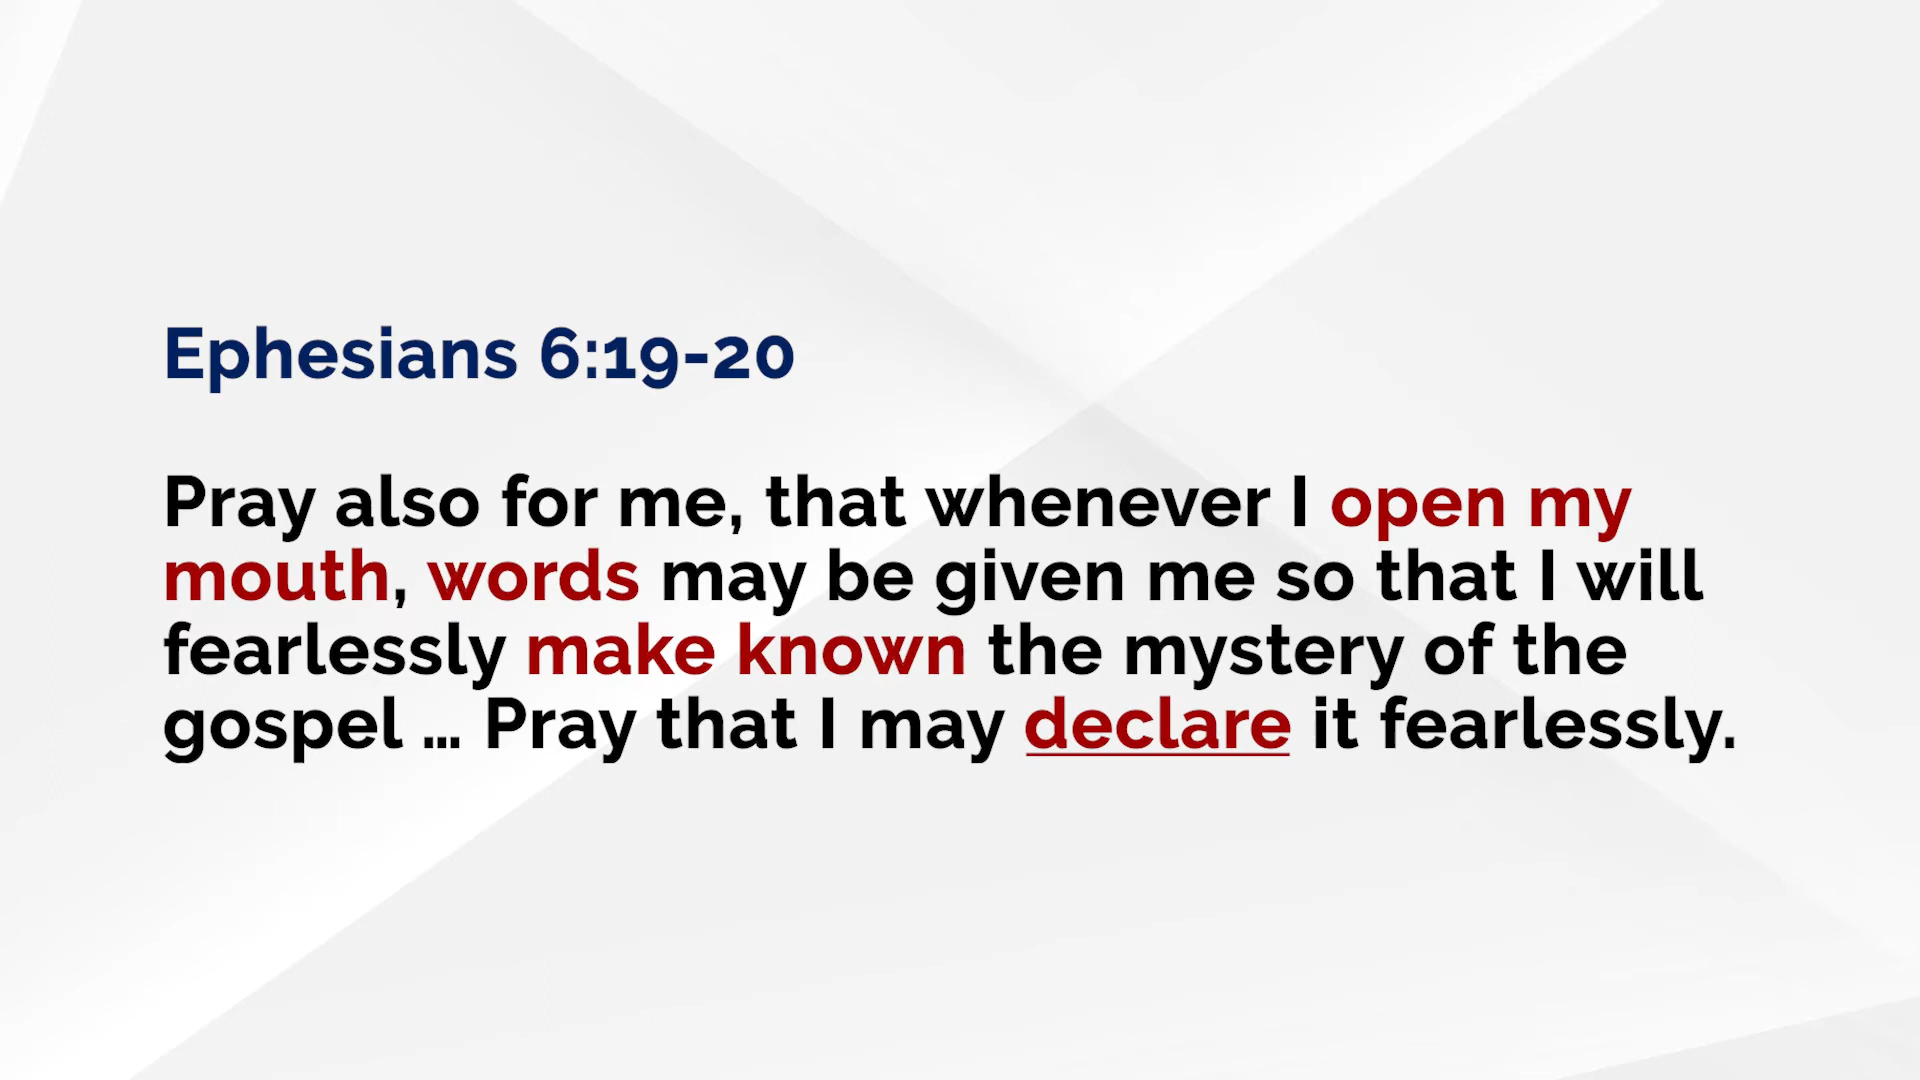 Ephesians 6:19-20
Pray also for me, that whenever I open my
mouth, words may be given me so that I will
fearlessly make known the mystery of the
gospel ... Pray that I may declare it fearlessly.